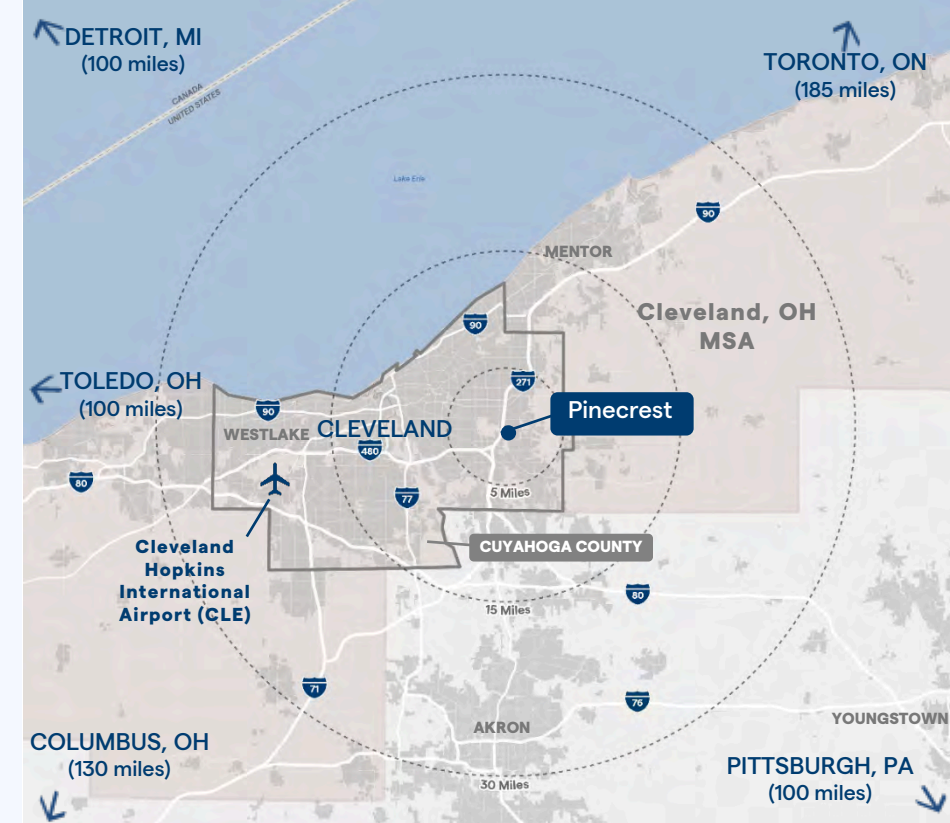 DETROIT, MI
(100 miles)
TORONTO, ON
(185 miles)
CANADA
UNITED STATES
Lake Erie
90
MENTOR
Cleveland, OH
MSA
90
271
TOLEDO, OH
(100 miles)
90
Pinecrest
WESTLAKE
CLEVELAND
480
80
77
5 Miles
Cleveland
Hopkins
International
Airport (CLE)
CUYAHOGA COUNTY
80
15 Miles
71
76
AKRON
YOUNGSTOWN
COLUMBUS, OH
(130 miles)
PITTSBURGH, PA
(100 miles)
30 Miles